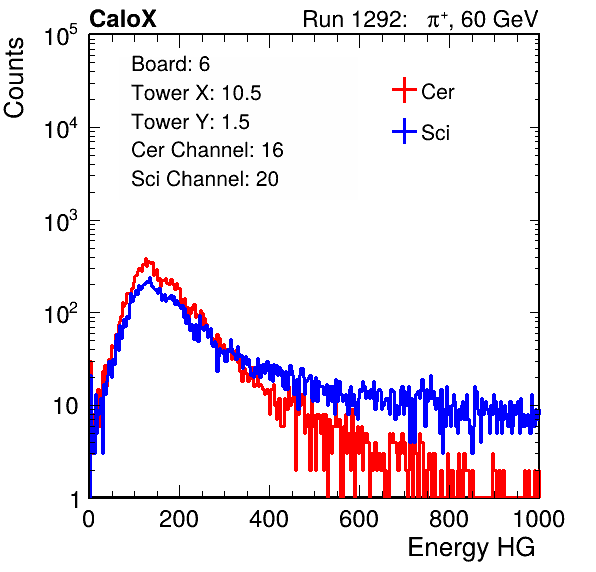 CaloX Run 1292: π⁺, 60 GeV
Counts
Board: 6
Tower X: 10.5
Tower Y: 1.5
Cer Channel: 16
Sci Channel: 20
Cer
Sci
10⁵
10⁴
10³
10²
10
1
0 200 400 600 800 1000
Energy HG